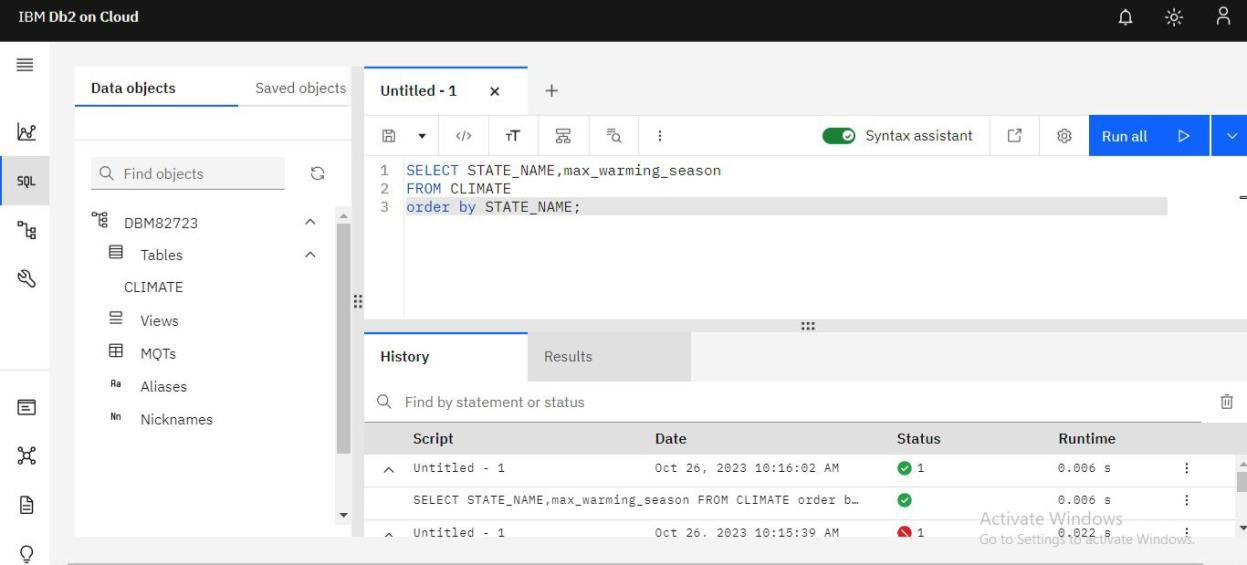 IBM Db2 on Cloud
Data objects
Saved objects
Untitled - 1
Syntax assistant
Run all
SQL
Find objects
1 SELECT STATE_NAME,max_warming_season
2 FROM CLIMATE
3 order by STATE_NAME;
DBM82723
Tables
CLIMATE
Views
MQTs
Aa Aliases
Nn Nicknames
History
Results
Find by statement or status
Script Date Status Runtime
Untitled - 1 Oct 26, 2023 10:16:02 AM 1 0.006 s
SELECT STATE_NAME,max_warming_season FROM CLIMATE order b… 0.006 s
Untitled - 1 Oct 26, 2023 10:15:39 AM 1 0.022 s
Activate Windows
Go to Settings to activate Windows.